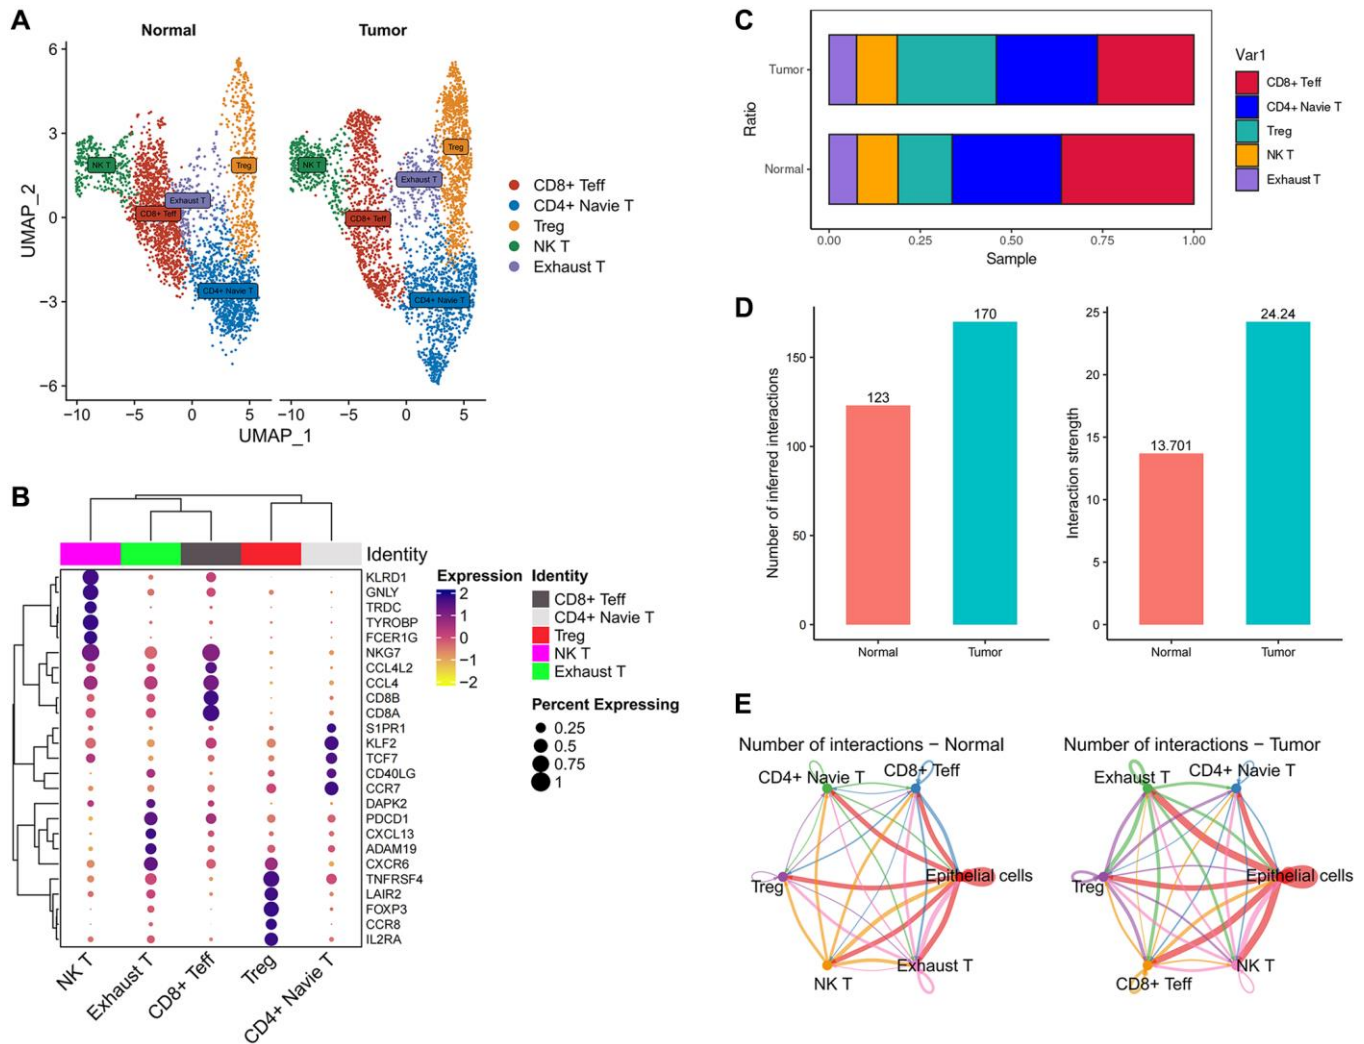 A
Normal
Tumor
6
3
0
−3
−6
UMAP_2
NK T
CD8+ Teff
Exhaust T
Treg
CD4+ Navie T
NK T
CD8+ Teff
Exhaust T
Treg
CD4+ Navie T
−10
−5
0
5
−10
−5
0
5
UMAP_1
CD8+ Teff
CD4+ Navie T
Treg
NK T
Exhaust T
B
Identity
KLRD1
GNLY
TRDC
TYROBP
FCER1G
NKG7
CCL4L2
CCL4
CD8B
CD8A
S1PR1
KLF2
TCF7
CD40LG
CCR7
DAPK2
PDCD1
CXCL13
ADAM19
CXCR6
TNFRSF4
LAIR2
FOXP3
CCR8
IL2RA
NK T
Exhaust T
CD8+ Teff
Treg
CD4+ Navie T
Expression
2
1
0
−1
−2
Identity
CD8+ Teff
CD4+ Navie T
Treg
NK T
Exhaust T
Percent Expressing
0.25
0.5
0.75
1
C
Ratio
Tumor
Normal
0.00
0.25
0.50
0.75
1.00
Sample
Var1
CD8+ Teff
CD4+ Navie T
Treg
NK T
Exhaust T
D
Number of inferred interactions
150
100
50
0
123
170
Normal
Tumor
Interaction strength
25
20
15
10
5
0
13.701
24.24
Normal
Tumor
E
Number of interactions − Normal
CD4+ Navie T
CD8+ Teff
Treg
Epithelial cells
NK T
Exhaust T
Number of interactions − Tumor
Exhaust T
CD4+ Navie T
Treg
Epithelial cells
CD8+ Teff
NK T